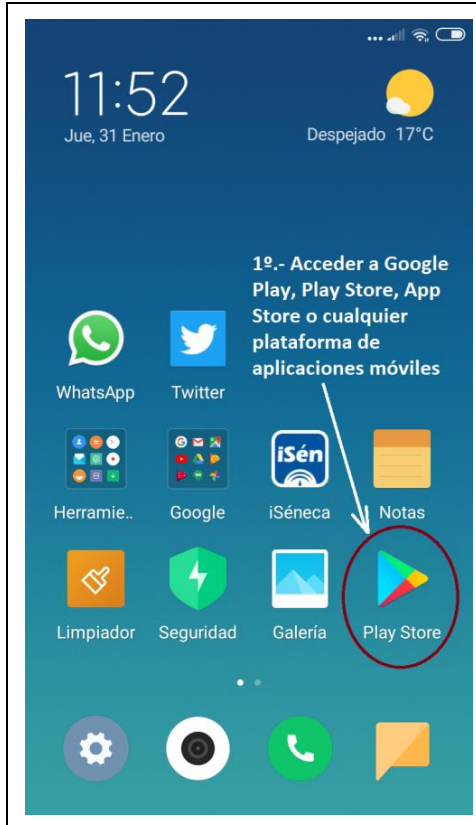 11:52
Jue, 31 Enero
Despejado 17°C
1º.- Acceder a Google
Play, Play Store, App
Store o cualquier
plataforma de
aplicaciones móviles
WhatsApp
Twitter
iSén
Herramie..
Google
iSéneca
Notas
Limpiador
Seguridad
Galería
Play Store